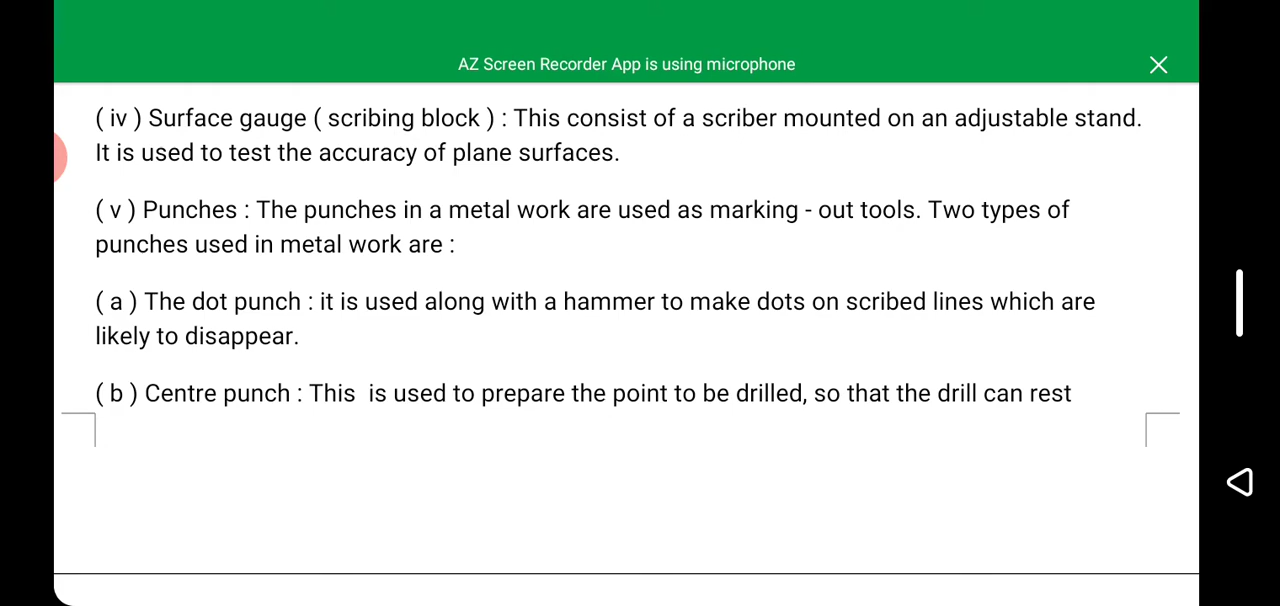 AZ Screen Recorder App is using microphone
( iv ) Surface gauge ( scribing block ) : This consist of a scriber mounted on an adjustable stand.
It is used to test the accuracy of plane surfaces.
( v ) Punches : The punches in a metal work are used as marking - out tools. Two types of
punches used in metal work are :
( a ) The dot punch : it is used along with a hammer to make dots on scribed lines which are
likely to disappear.
( b ) Centre punch : This  is used to prepare the point to be drilled, so that the drill can rest